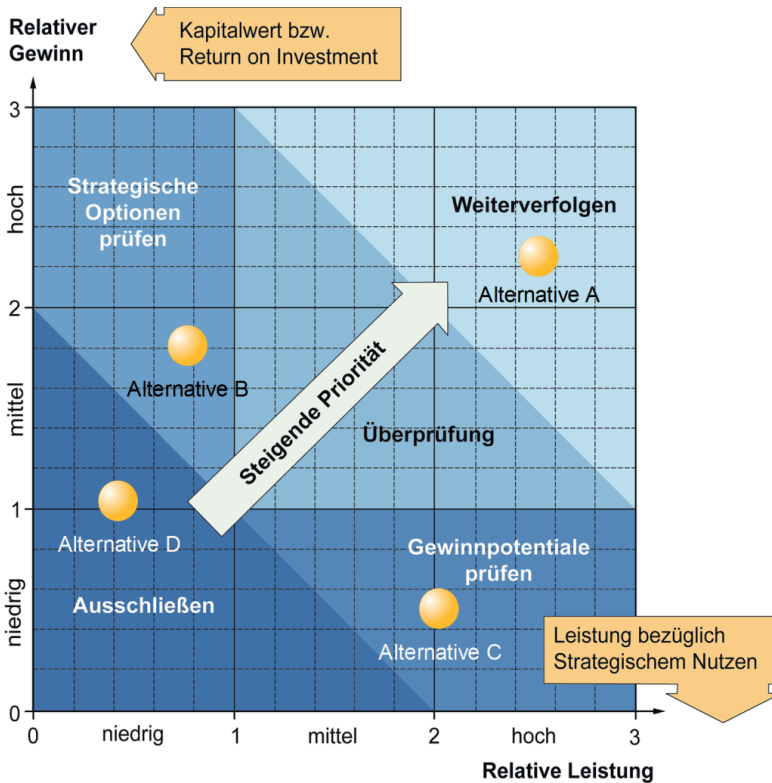 Relativer
Gewinn
Kapitalwert bzw.
Return on Investment
3
hoch
2
mittel
1
niedrig
0
Strategische
Optionen
prüfen
Weiterverfolgen
Alternative A
Alternative B
Steigende Priorität
Überprüfung
Alternative D
Ausschließen
Gewinnpotentiale
prüfen
Alternative C
Leistung bezüglich
Strategischem Nutzen
0
niedrig
1
mittel
2
hoch
3
Relative Leistung